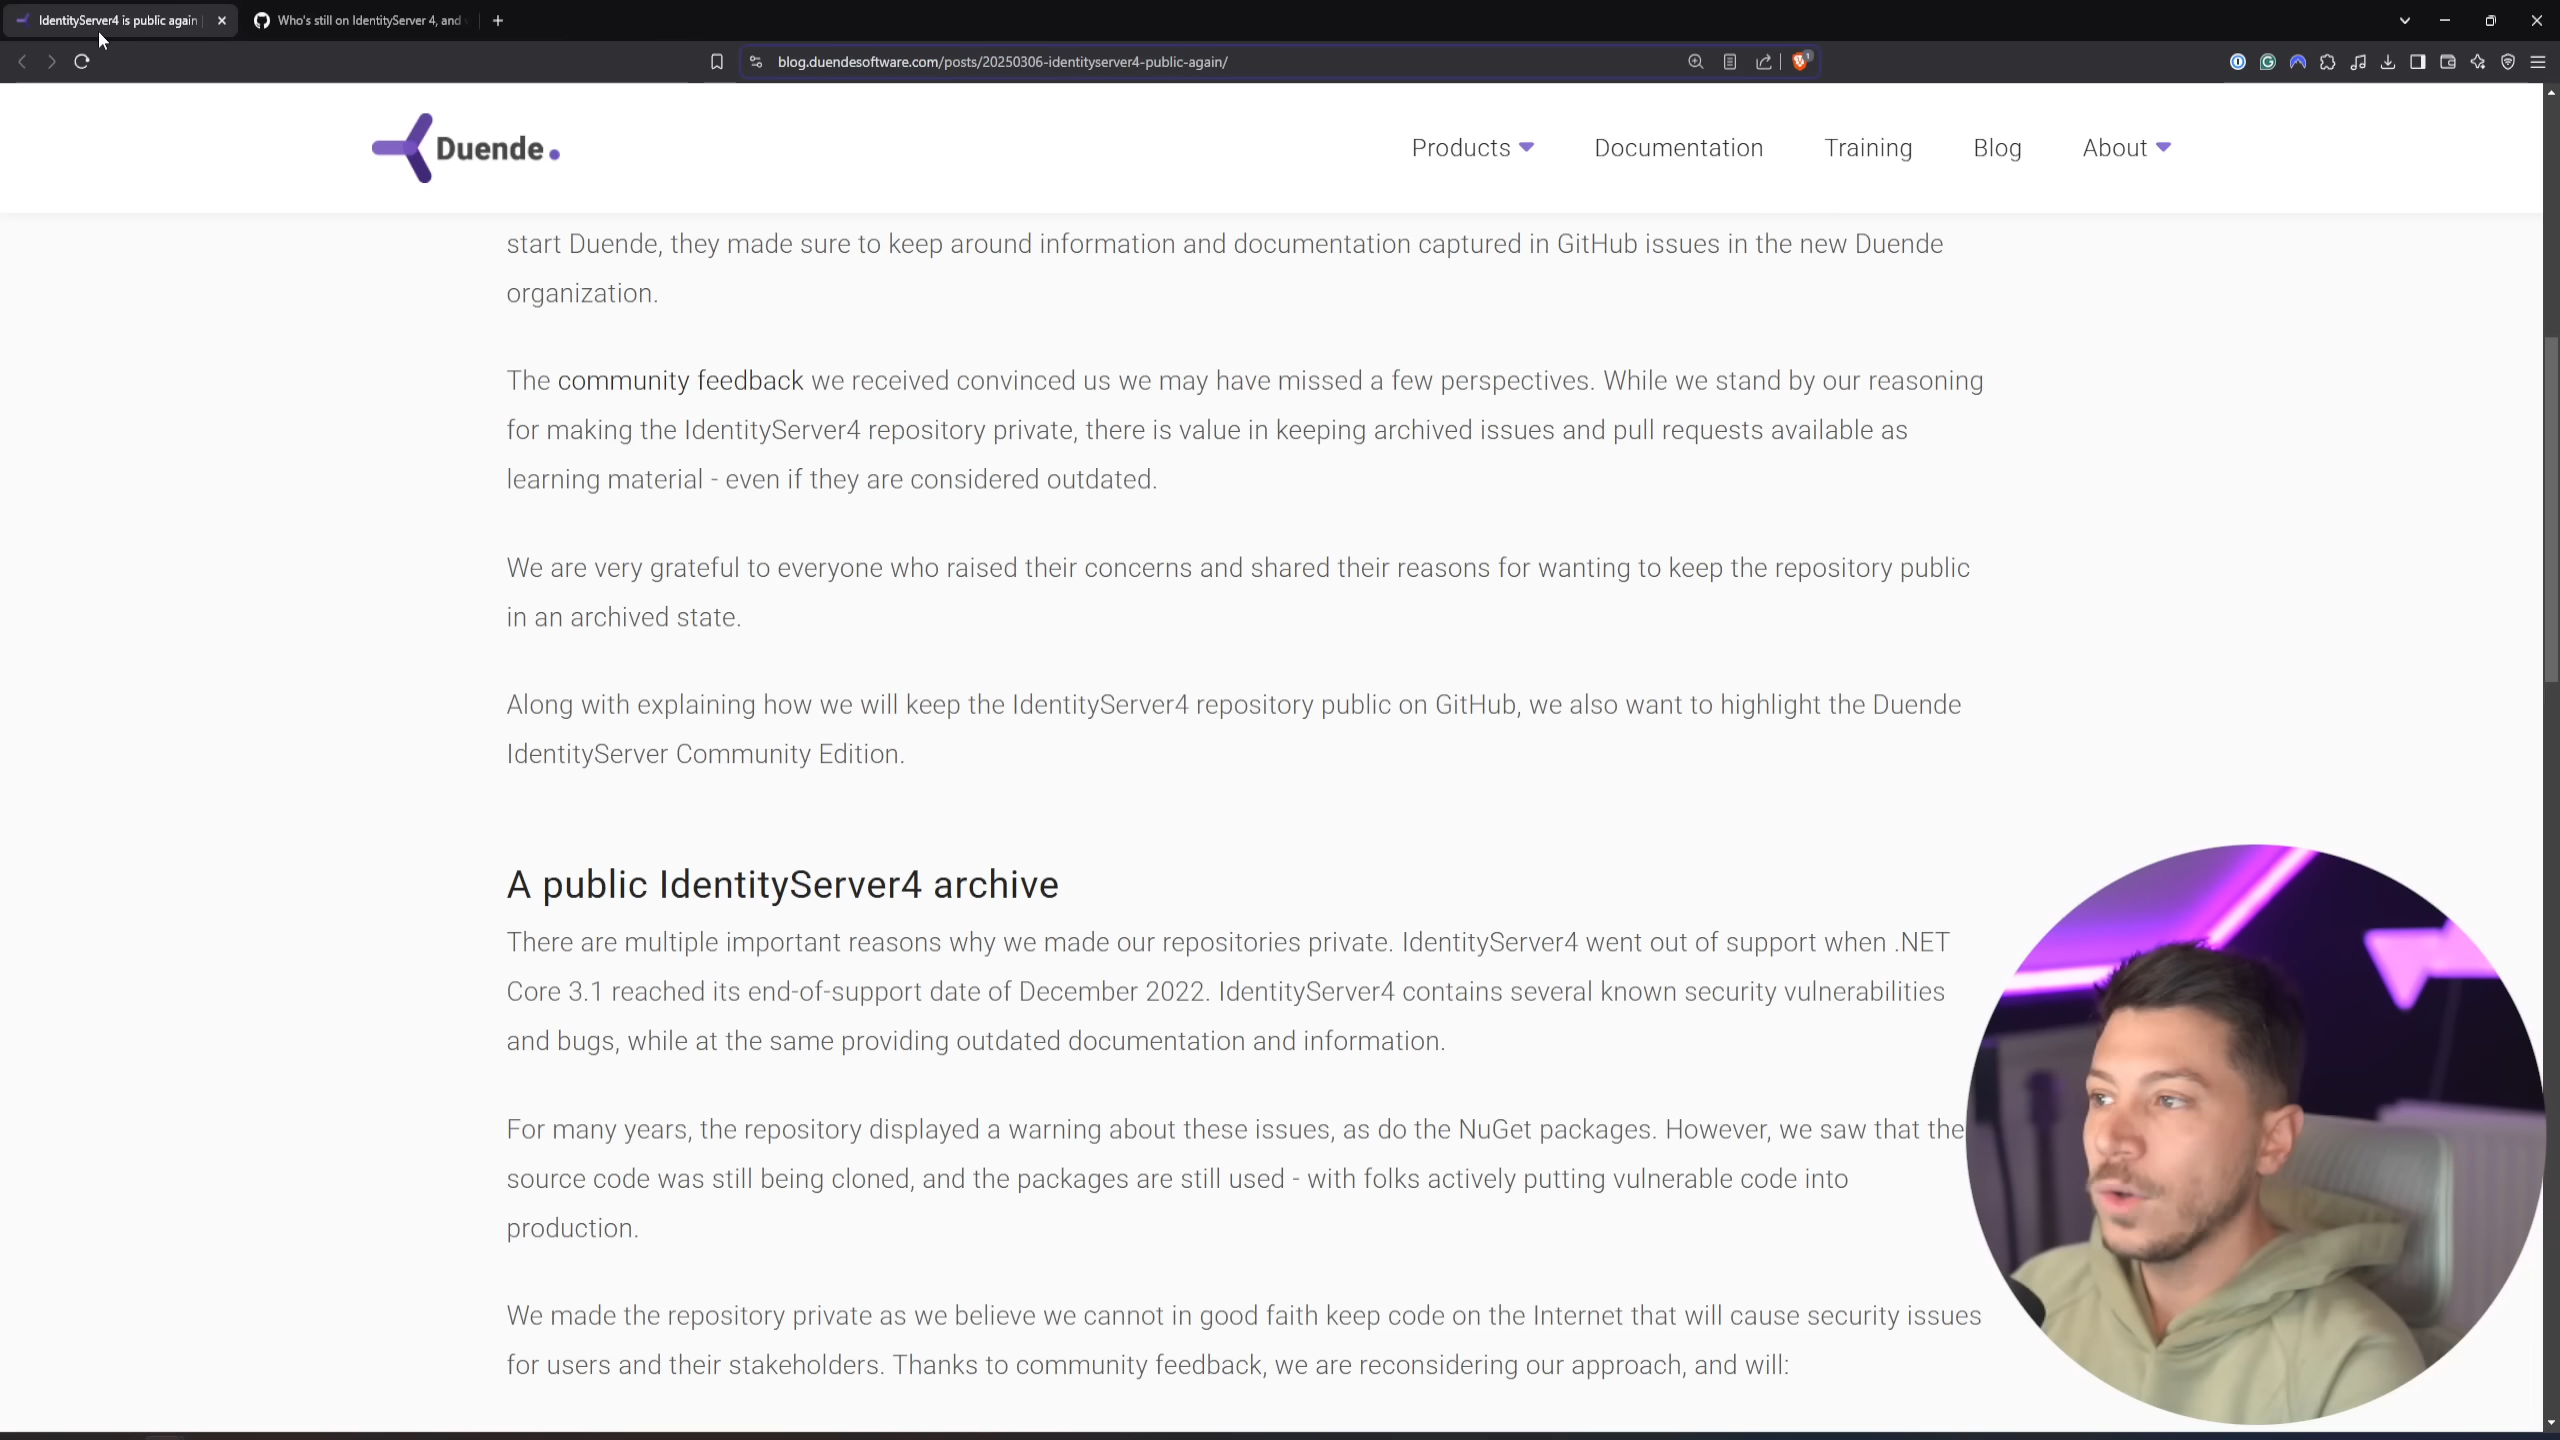 IdentityServer4 is public again
Who's still on IdentityServer 4, and
blog.duendesoftware.com/posts/20250306-identityserver4-public-again/
1
Duende
Products
Documentation
Training
Blog
About
start Duende, they made sure to keep around information and documentation captured in GitHub issues in the new Duende
organization.
The community feedback we received convinced us we may have missed a few perspectives. While we stand by our reasoning
for making the IdentityServer4 repository private, there is value in keeping archived issues and pull requests available as
learning material - even if they are considered outdated.
We are very grateful to everyone who raised their concerns and shared their reasons for wanting to keep the repository public
in an archived state.
Along with explaining how we will keep the IdentityServer4 repository public on GitHub, we also want to highlight the Duende
IdentityServer Community Edition.
A public IdentityServer4 archive
There are multiple important reasons why we made our repositories private. IdentityServer4 went out of support when .NET
Core 3.1 reached its end-of-support date of December 2022. IdentityServer4 contains several known security vulnerabilities
and bugs, while at the same providing outdated documentation and information.
For many years, the repository displayed a warning about these issues, as do the NuGet packages. However, we saw that the
source code was still being cloned, and the packages are still used - with folks actively putting vulnerable code into
production.
We made the repository private as we believe we cannot in good faith keep code on the Internet that will cause security issues
for users and their stakeholders. Thanks to community feedback, we are reconsidering our approach, and will: